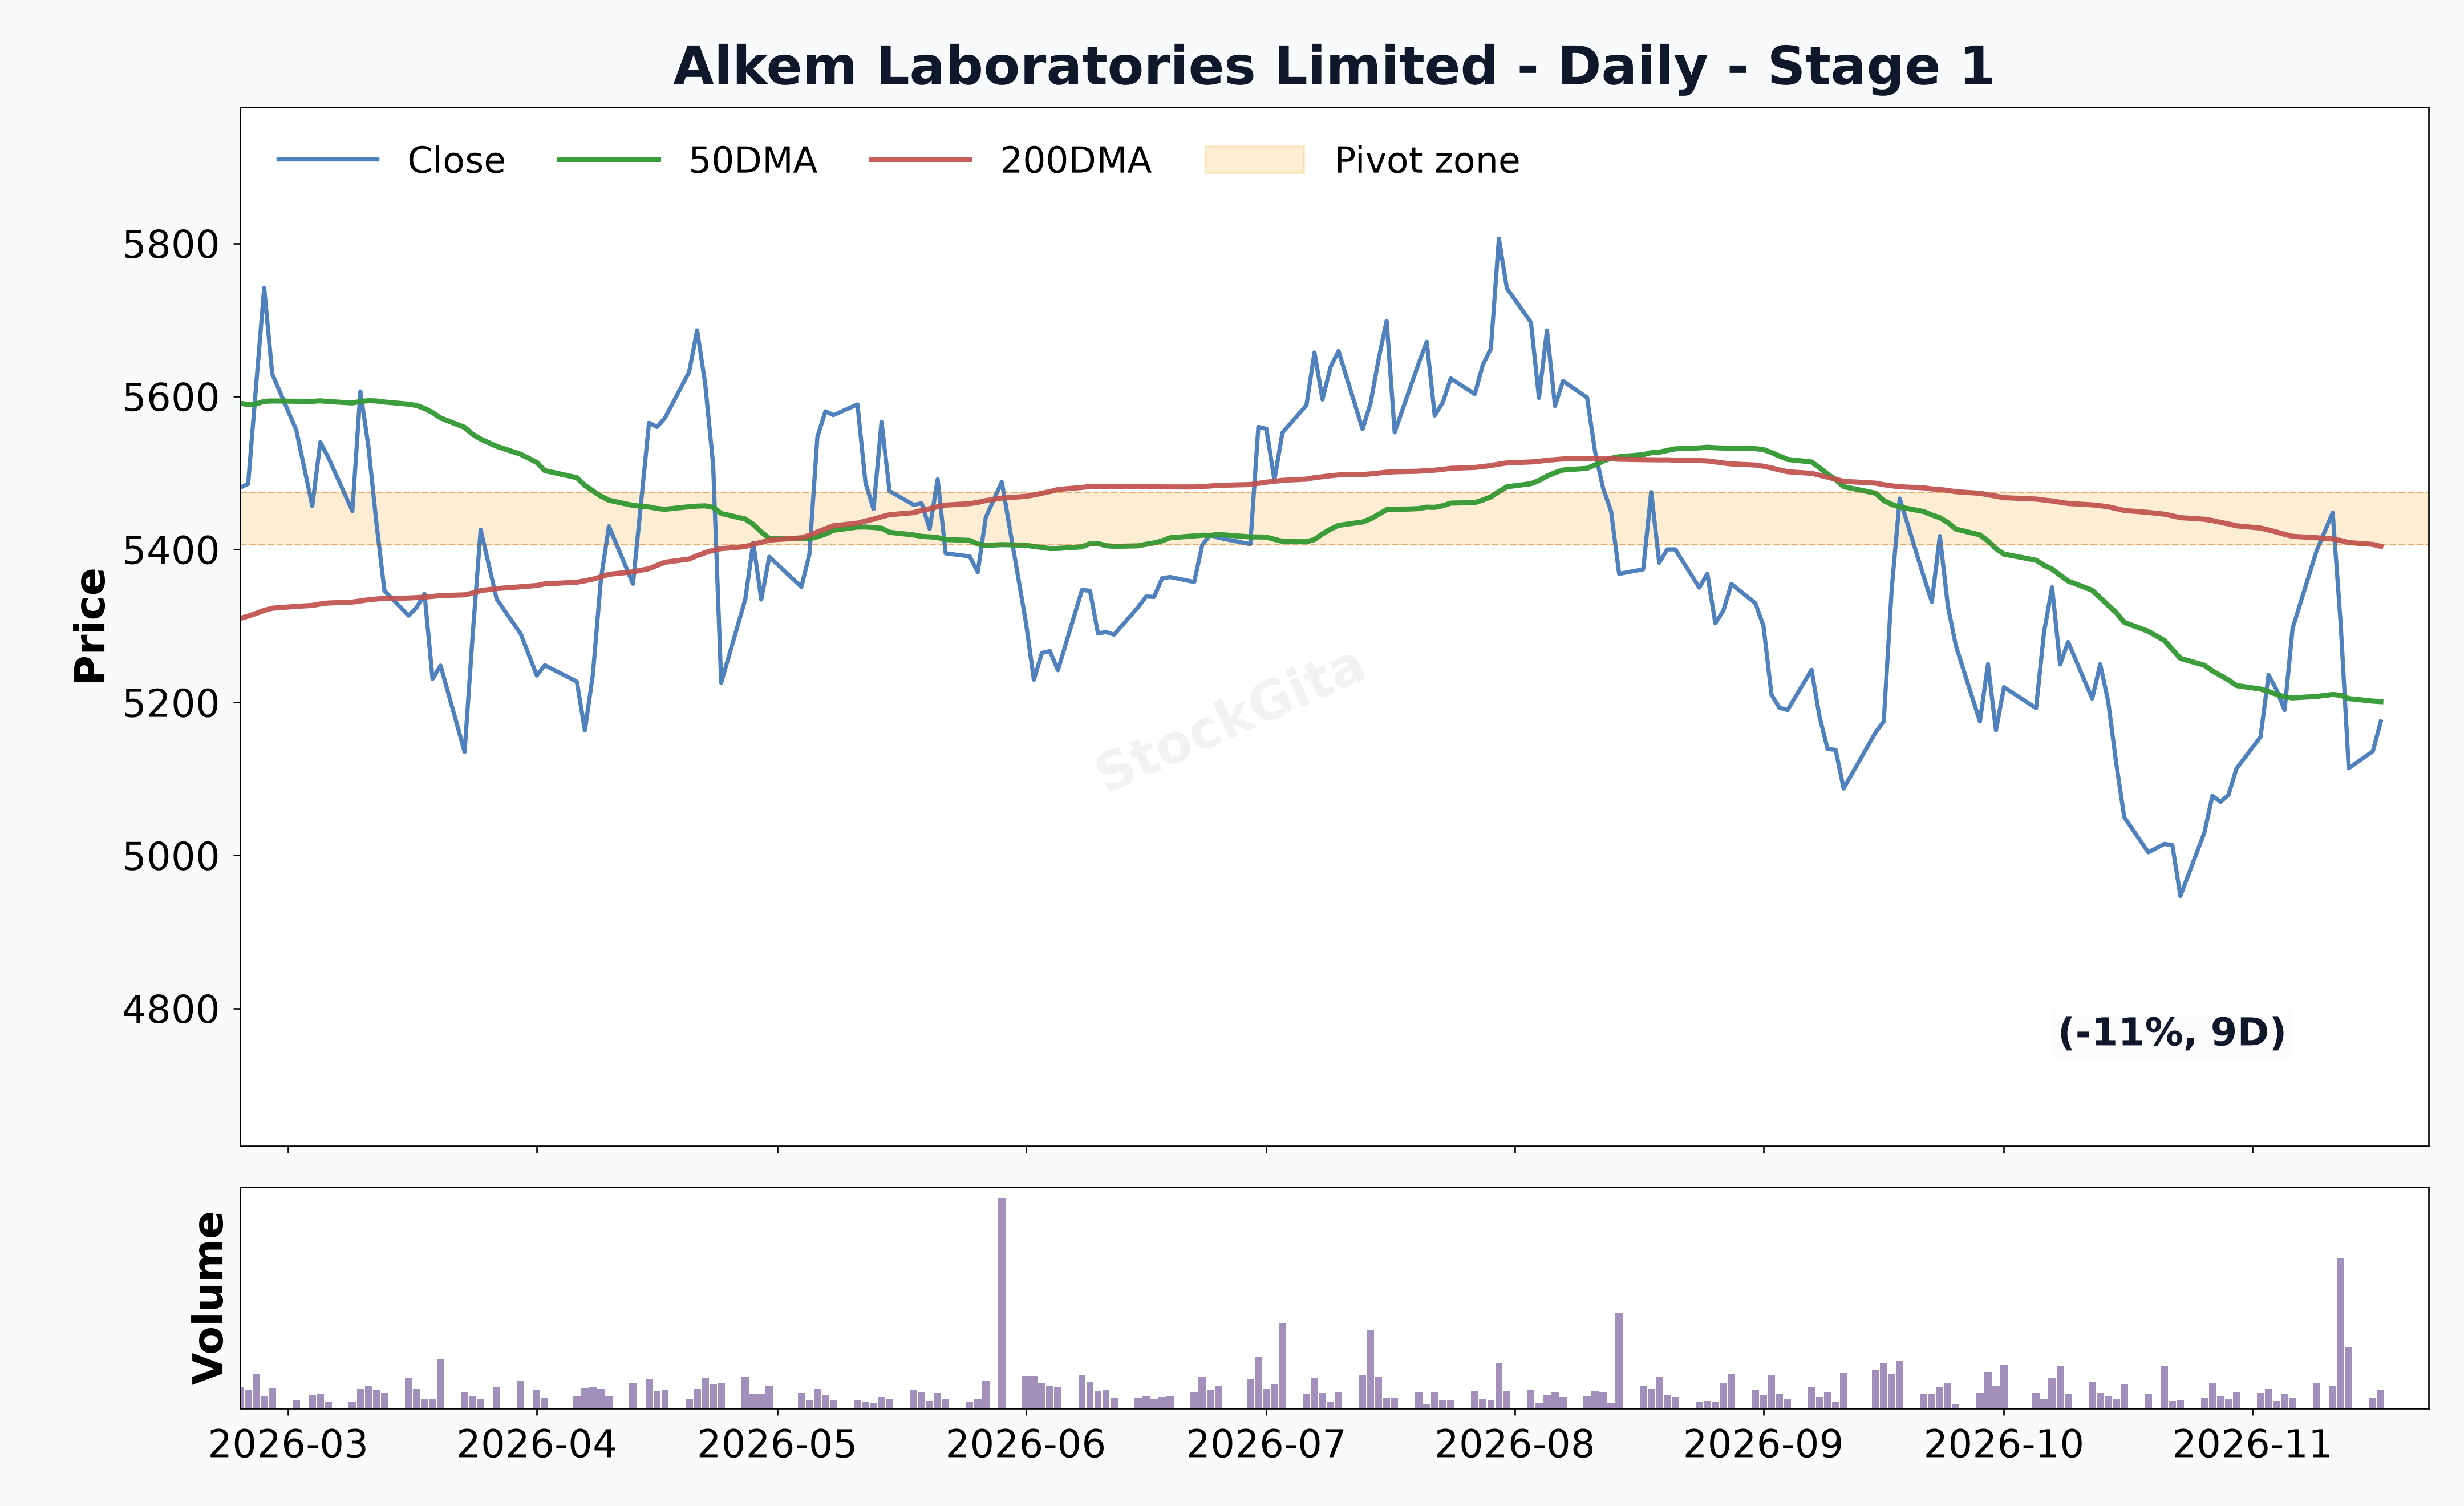 Alkem Laboratories Limited - Daily - Stage 1
Close 50DMA 200DMA Pivot zone
Price
5800
5600
5400
5200
5000
4800
StockGita
(-11%, 9D)
Volume
2026-03 2026-04 2026-05 2026-06 2026-07 2026-08 2026-09 2026-10 2026-11